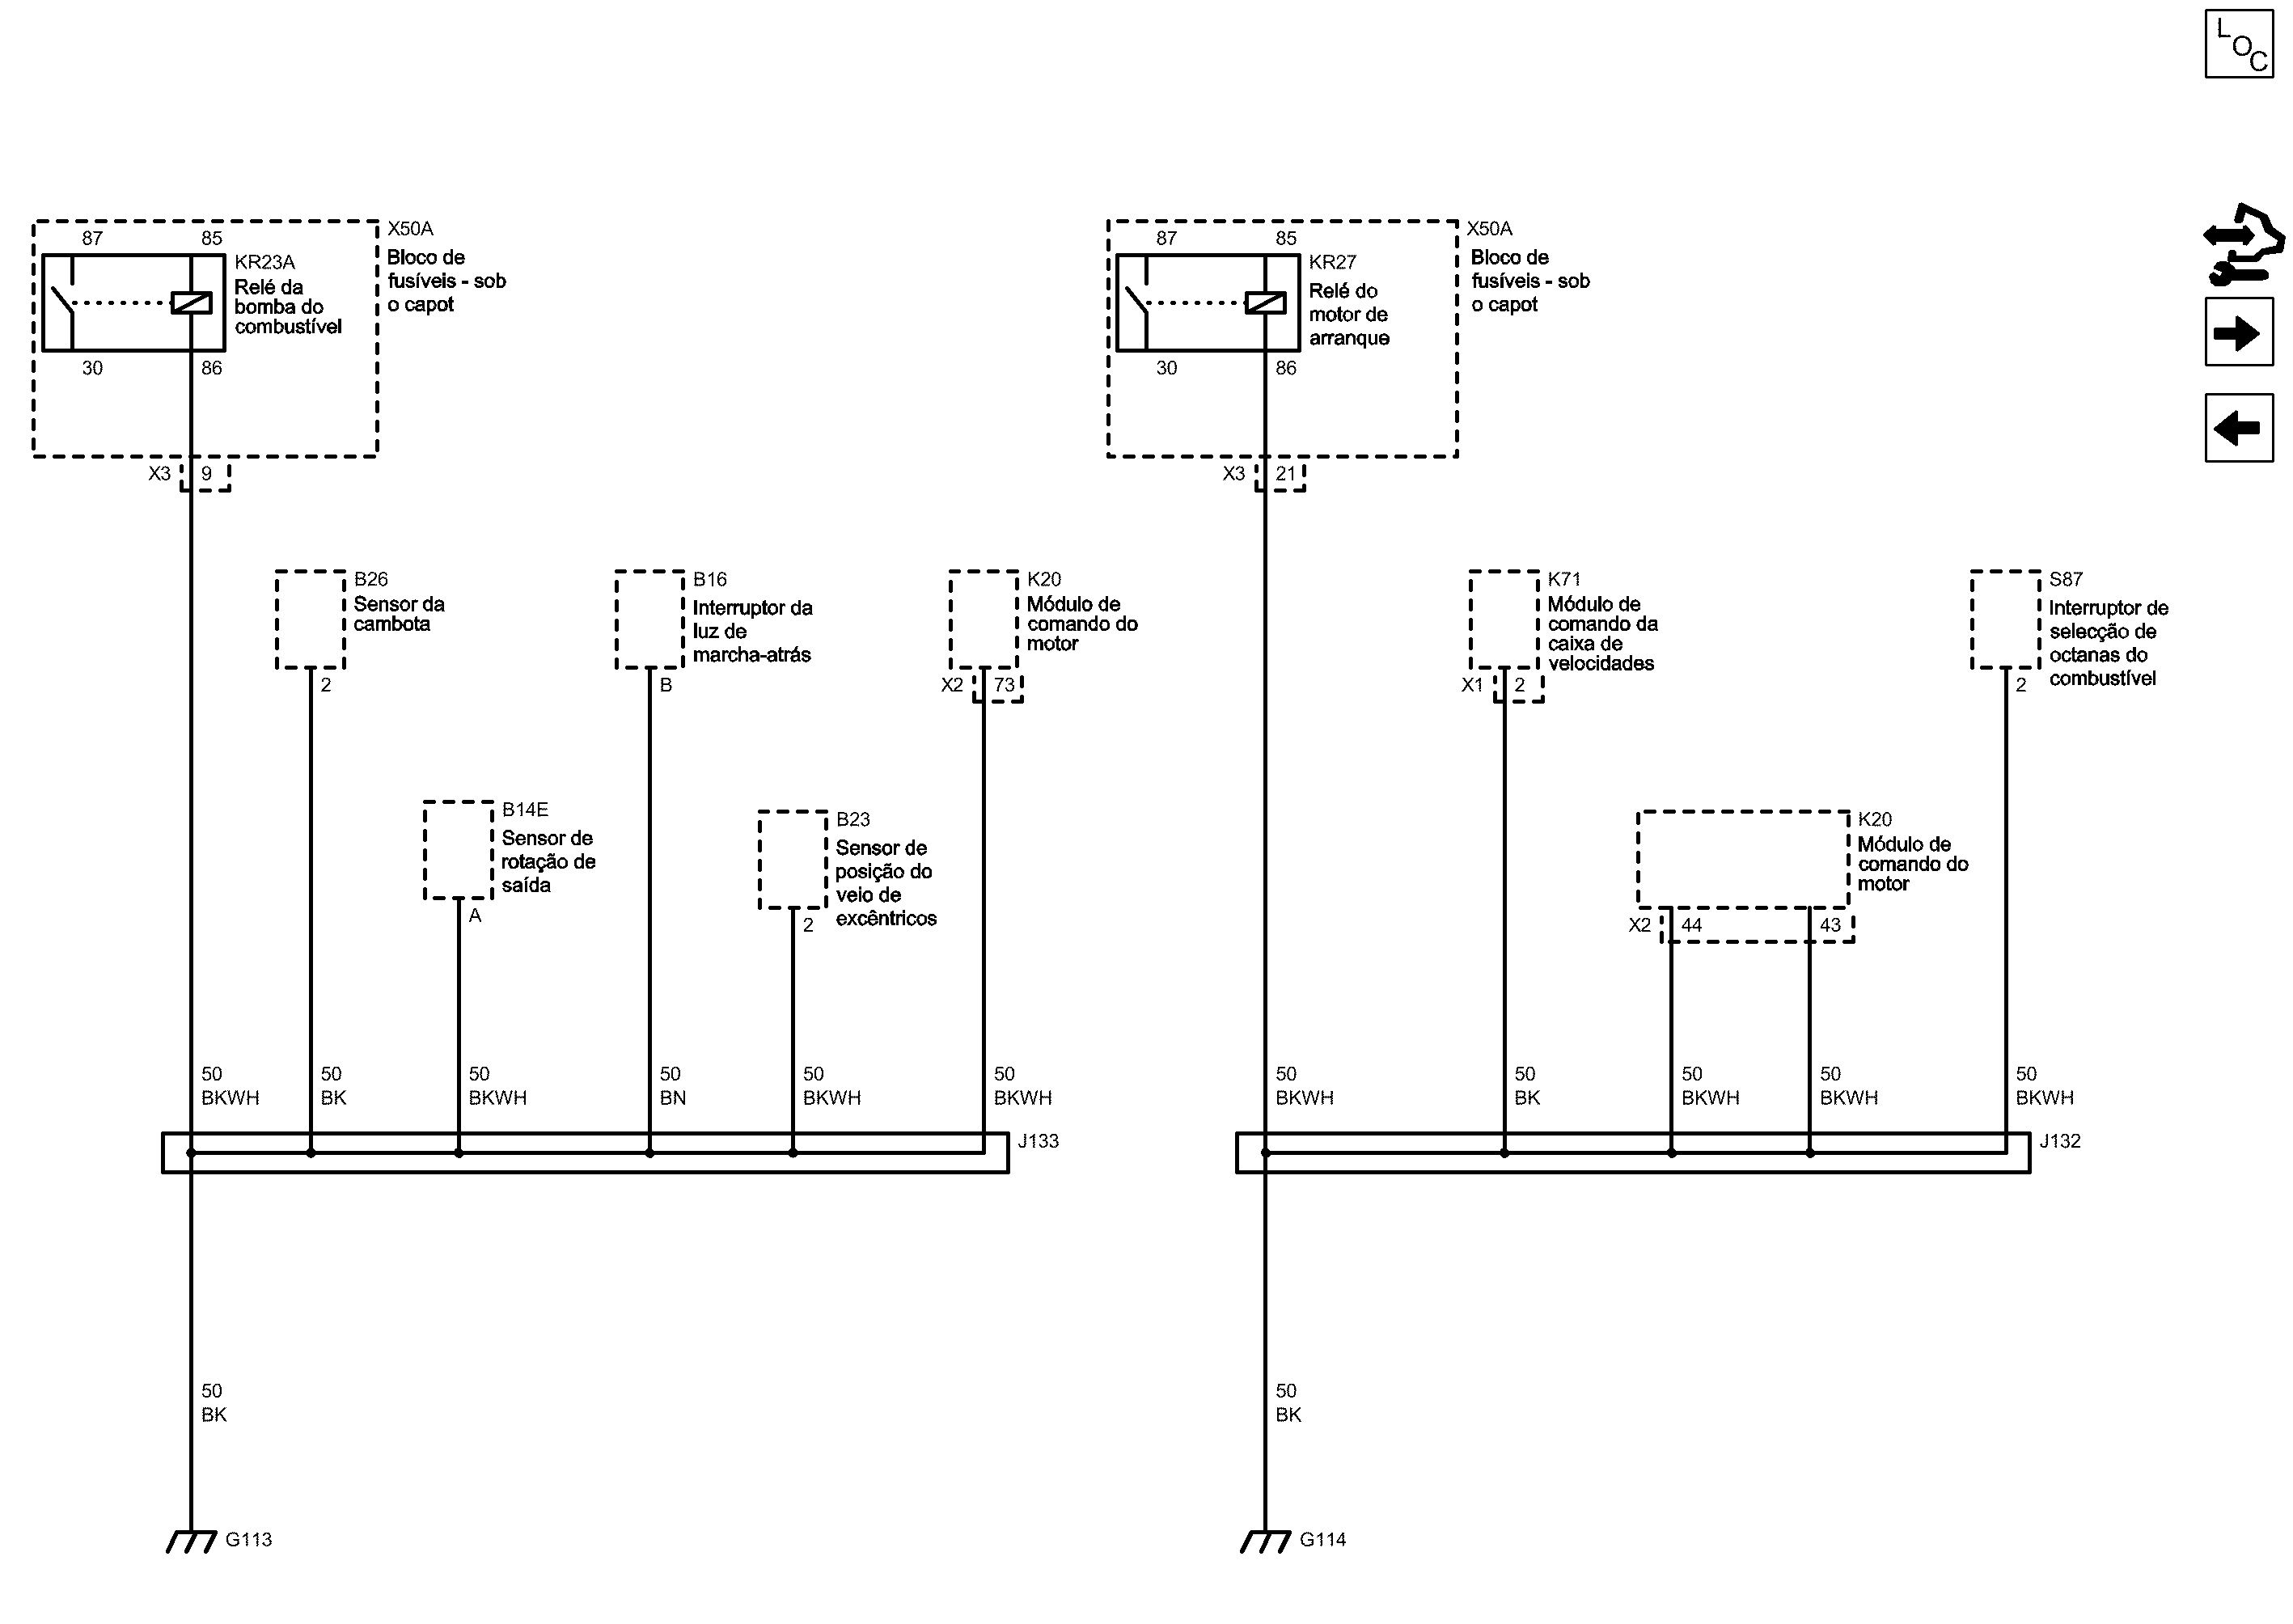 LOC
87
85
X50A
Bloco de
fusíveis - sob
o capot
KR23A
Relé da
bomba do
combustível
30
86
X3
9
87
85
X50A
Bloco de
fusíveis - sob
o capot
KR27
Relé do
motor de
arranque
30
86
X3
21
B26
Sensor da
cambota
2
B16
Interruptor da
luz de
marcha-atrás
B
K20
Módulo de
comando do
motor
X2
73
K71
Módulo de
comando da
caixa de
velocidades
X1
2
S87
Interruptor de
selecção de
octanas do
combustível
2
B14E
Sensor de
rotação de
saída
A
B23
Sensor de
posição do
veio de
excêntricos
2
K20
Módulo de
comando do
motor
X2
44
43
50
BKWH
50
BK
50
BKWH
50
BN
50
BKWH
50
BKWH
50
BKWH
50
BK
50
BKWH
50
BKWH
50
BKWH
J133
J132
50
BK
50
BK
G113
G114